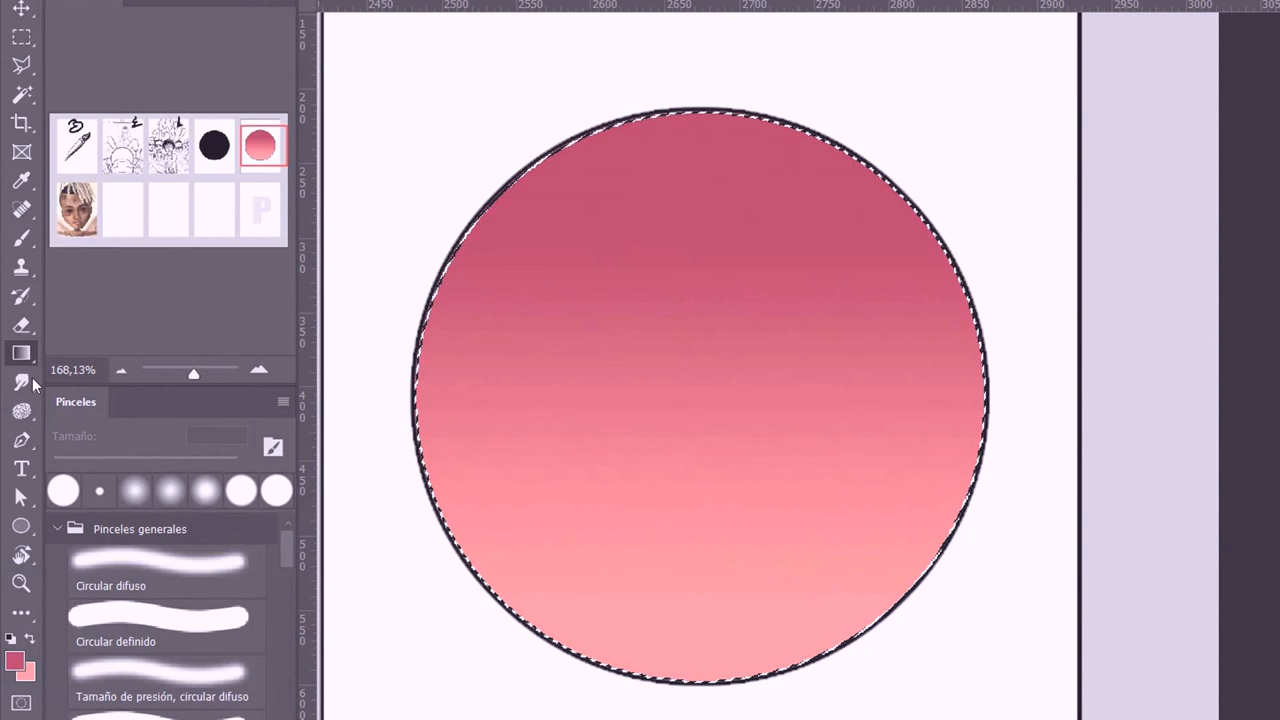 2450 2500 2550 2600 2650 2700 2750 2800 2850 2900 2950 3000 305
150
200
250
300
350
400
450
500
550
600
B
P
168,13%
Pinceles
Tamaño:
T
Pinceles generales
Circular difuso
Circular definido
Tamaño de presión, circular difuso